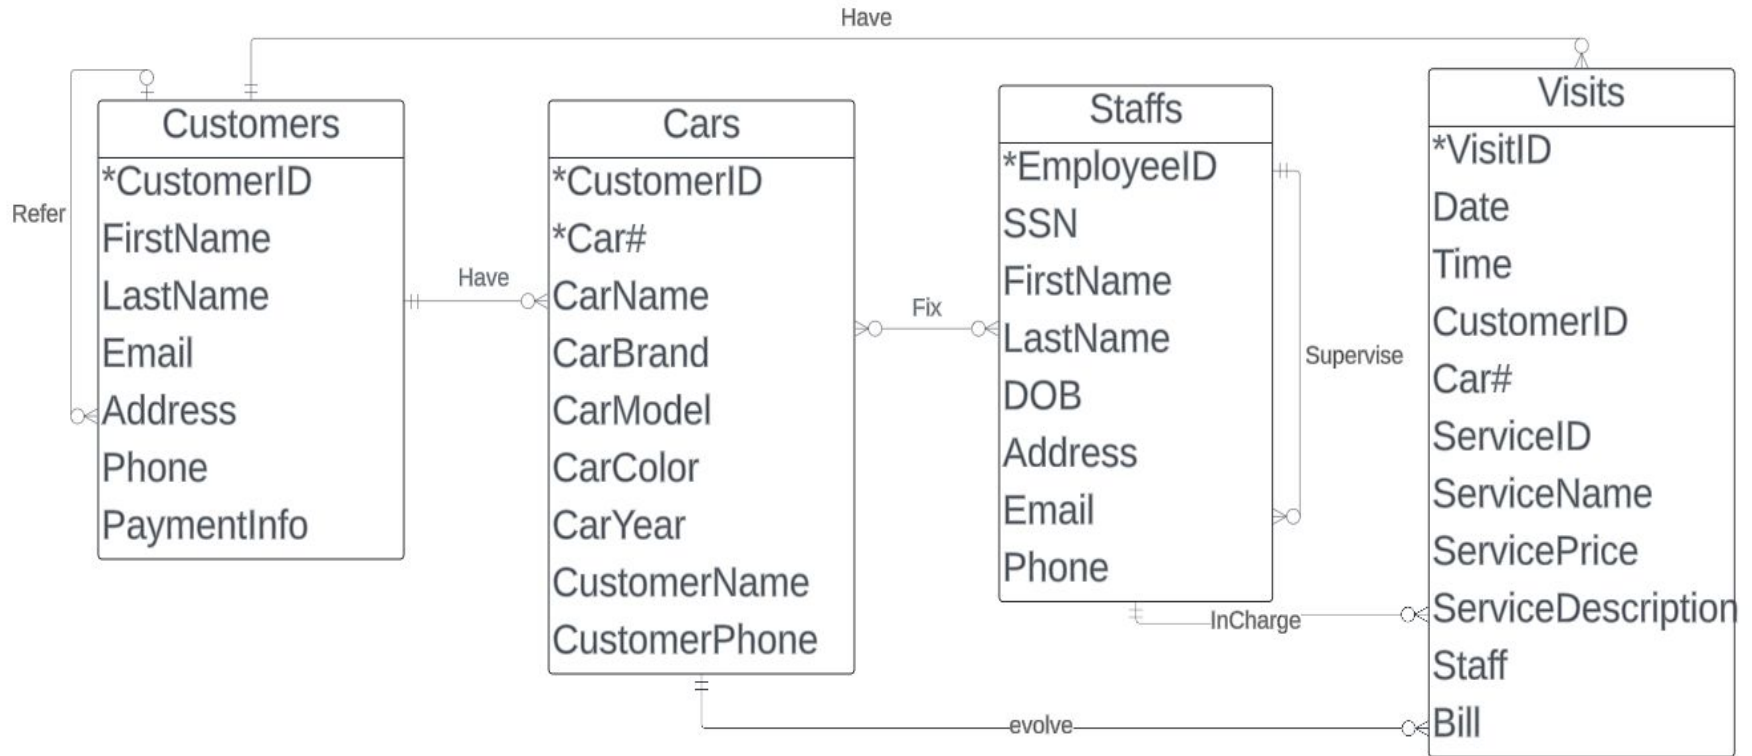 Have
Refer
Customers
*CustomerID
FirstName
LastName
Email
Address
Phone
PaymentInfo
Have
Cars
*CustomerID
*Car#
CarName
CarBrand
CarModel
CarColor
CarYear
CustomerName
CustomerPhone
Fix
Staffs
*EmployeeID
SSN
FirstName
LastName
DOB
Address
Email
Phone
Supervise
InCharge
evolve
Visits
*VisitID
Date
Time
CustomerID
Car#
ServiceID
ServiceName
ServicePrice
ServiceDescription
Staff
Bill